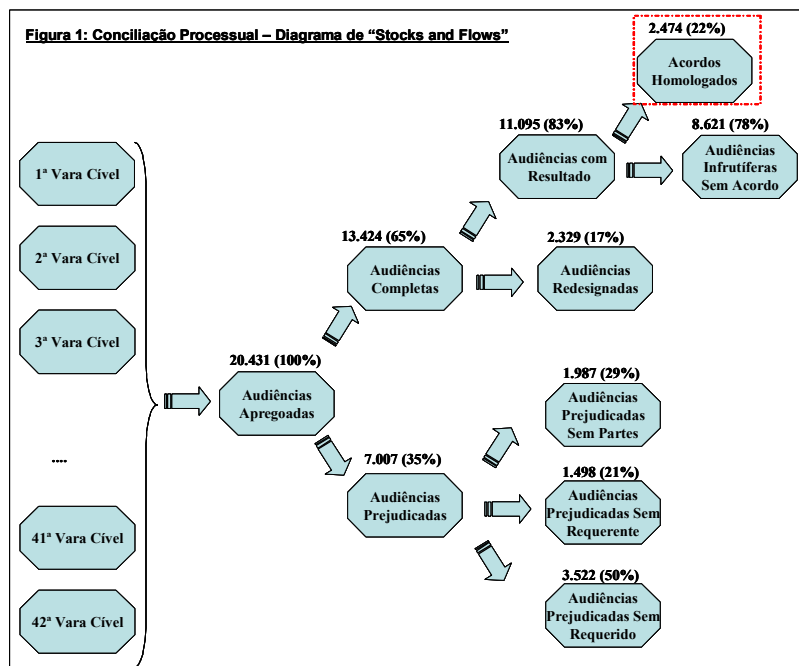 Figura 1: Conciliação Processual – Diagrama de “Stocks and Flows”
2.474 (22%)
Acordos
Homologados
11.095 (83%)
Audiências com
Resultado
8.621 (78%)
Audiências
Infrutíferas
Sem Acordo
13.424 (65%)
Audiências
Completas
2.329 (17%)
Audiências
Redesignadas
1ª Vara Cível
2ª Vara Cível
3ª Vara Cível
....
41ª Vara Cível
42ª Vara Cível
20.431 (100%)
Audiências
Apregoadas
7.007 (35%)
Audiências
Prejudicadas
1.987 (29%)
Audiências
Prejudicadas
Sem Partes
1.498 (21%)
Audiências
Prejudicadas Sem
Requerente
3.522 (50%)
Audiências
Prejudicadas Sem
Requerido